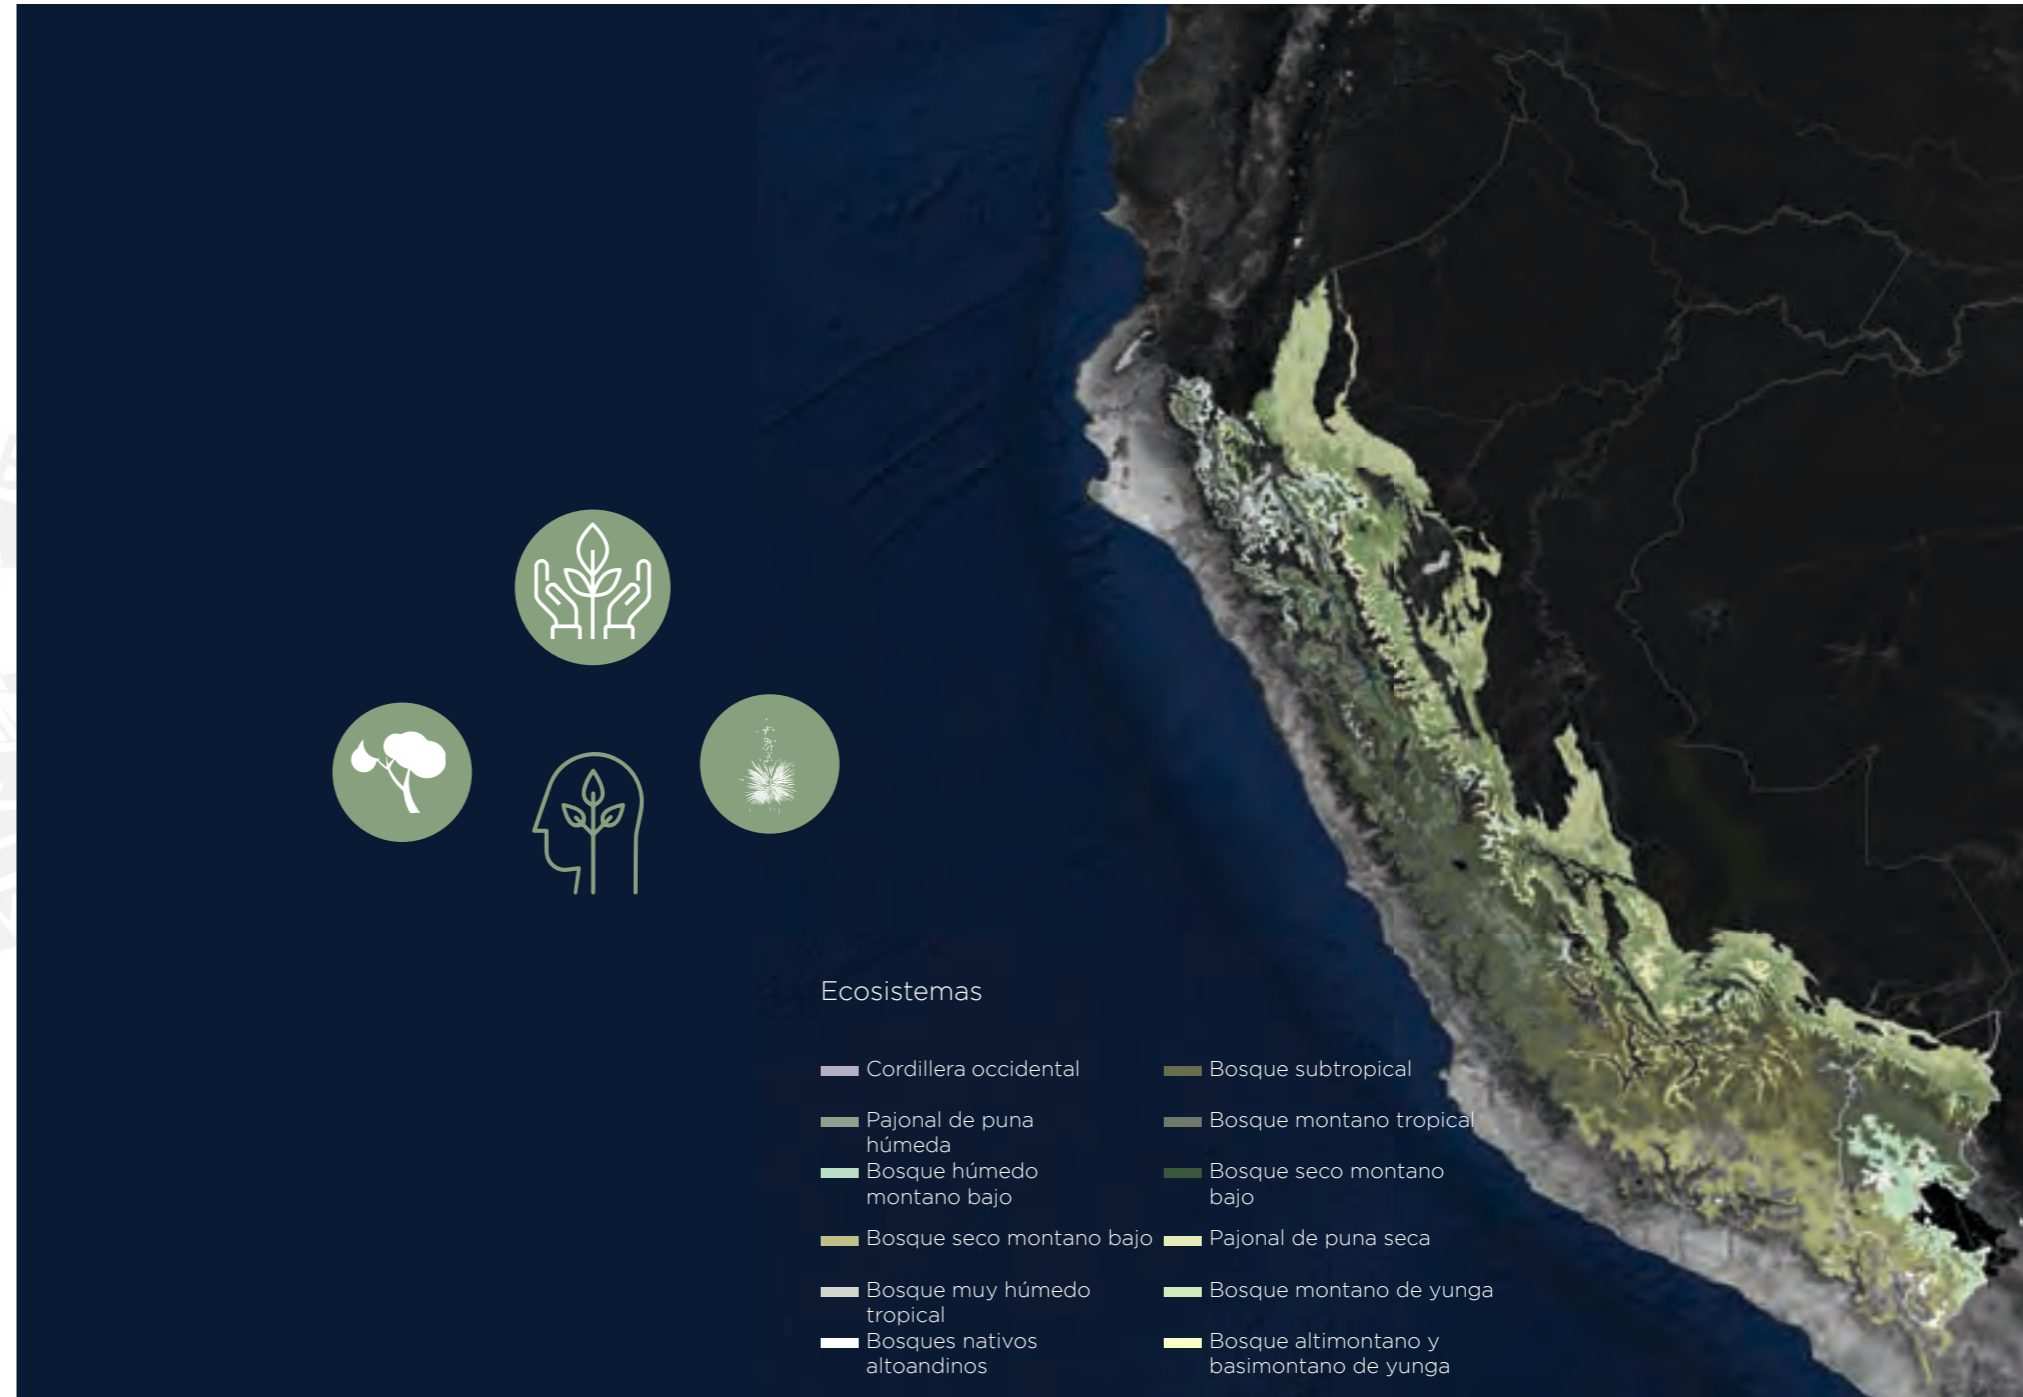 Ecosistemas
Cordillera occidental
Pajonal de puna
húmeda
Bosque húmedo
montano bajo
Bosque seco montano bajo
Bosque muy húmedo
tropical
Bosques nativos
altoandinos
Bosque subtropical
Bosque montano tropical
Bosque seco montano
bajo
Pajonal de puna seca
Bosque montano de yunga
Bosque altimontano y
basimontano de yunga